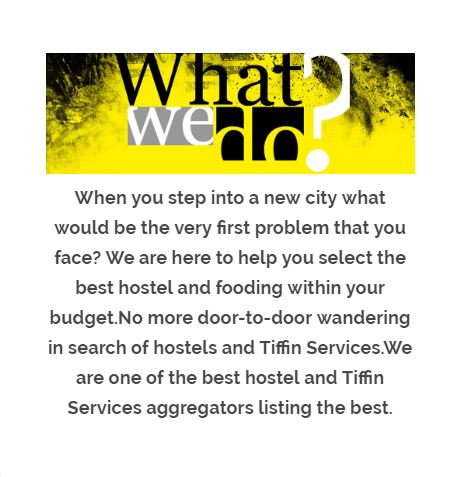 What
we do?
When you step into a new city what
would be the very first problem that you
face? We are here to help you select the
best hostel and fooding within your
budget.No more door-to-door wandering
in search of hostels and Tiffin Services.We
are one of the best hostel and Tiffin
Services aggregators listing the best.